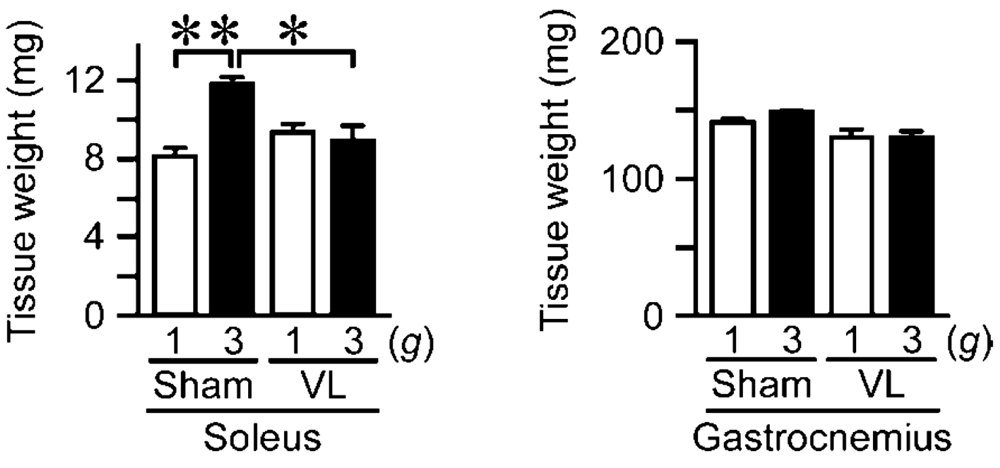 Tissue weight (mg)
** *
12
8
4
0
1 3 1 3 (g)
Sham VL
Soleus
Tissue weight (mg)
200
100
0
1 3 1 3 (g)
Sham VL
Gastrocnemius